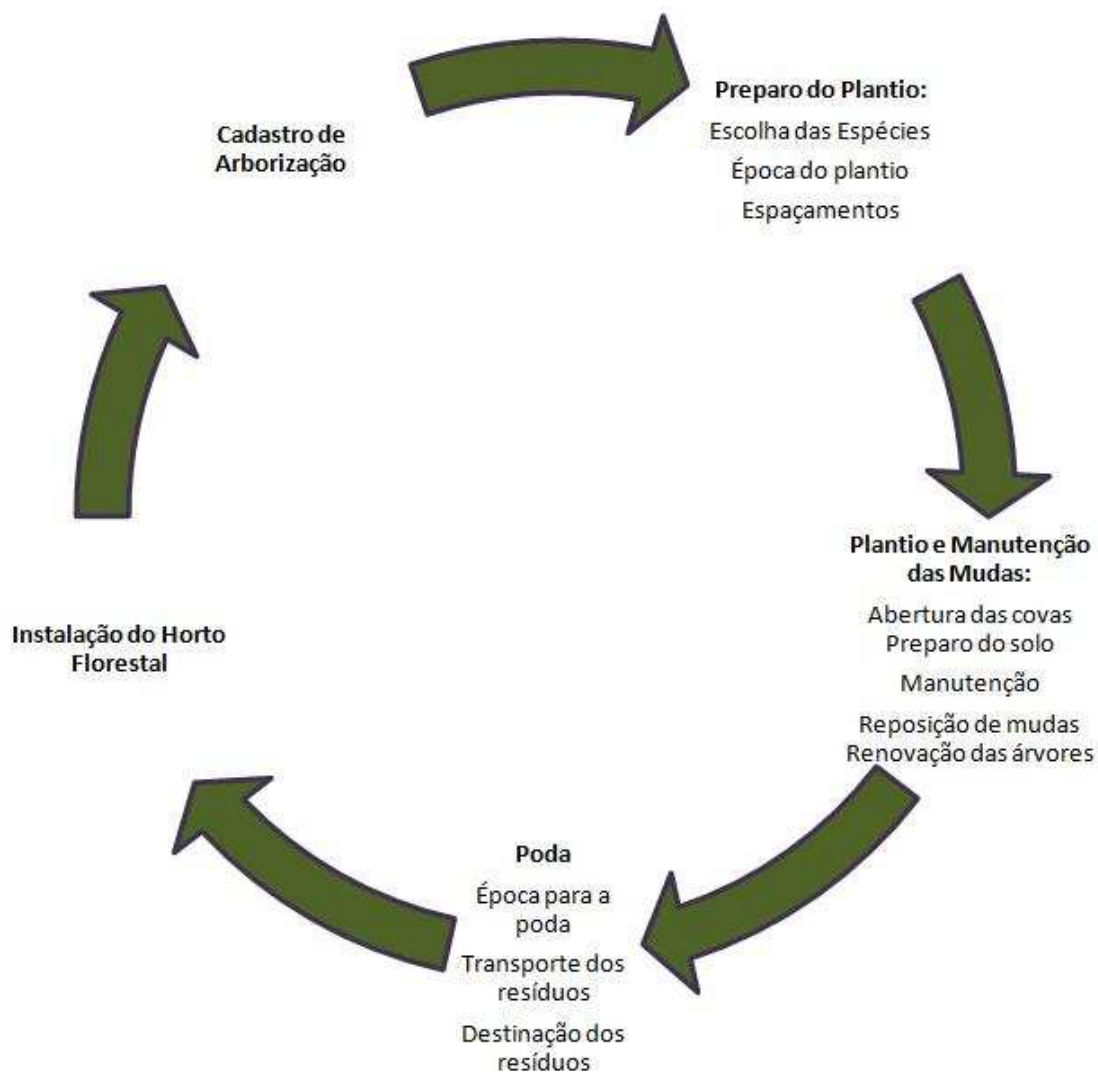 Cadastro de
Arborização
Preparo do Plantio:
Escolha das Espécies
Época do plantio
Espaçamentos
Plantio e Manutenção
das Mudas:
Abertura das covas
Preparo do solo
Manutenção
Reposição de mudas
Renovação das árvores
Poda
Época para a
poda
Transporte dos
resíduos
Destinação dos
resíduos
Instalação do Horto
Florestal